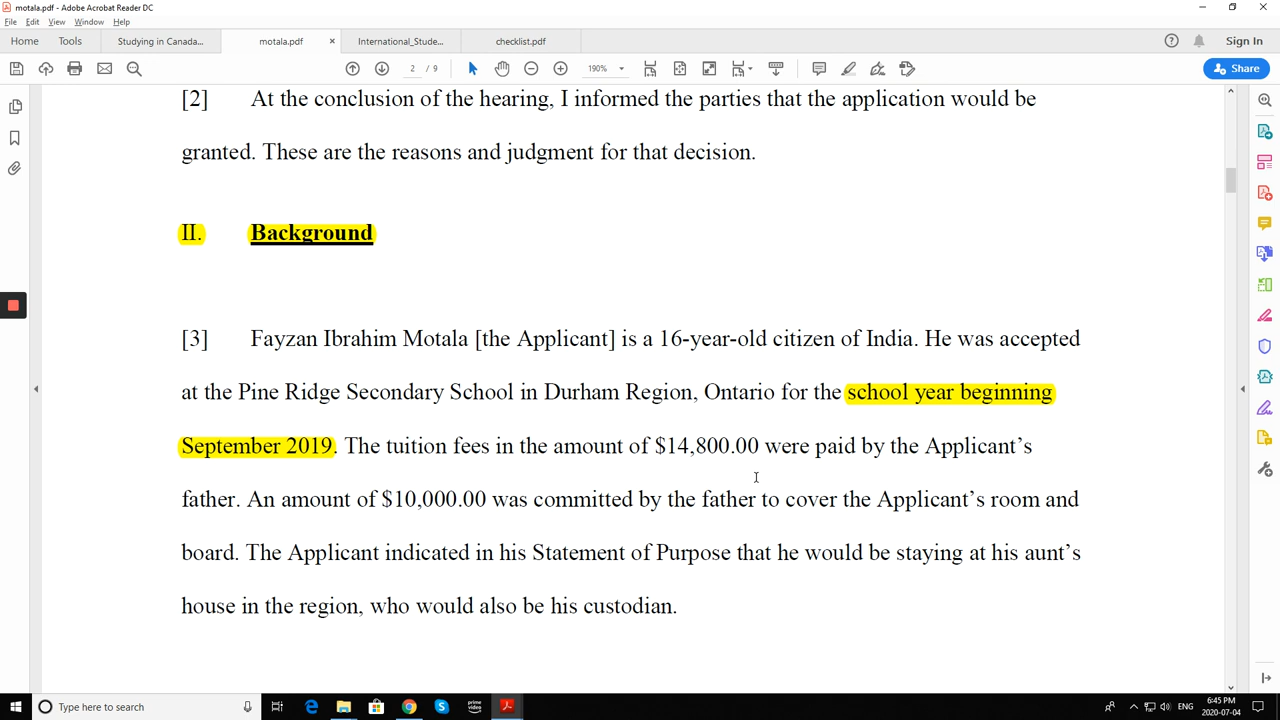 motala.pdf - Adobe Acrobat Reader DC
File Edit View Window Help
Home Tools Studying in Canada... motala.pdf × International_Stude... checklist.pdf Sign In
2 / 9 190% Share
[2] At the conclusion of the hearing, I informed the parties that the application would be
granted. These are the reasons and judgment for that decision.
II. Background
[3] Fayzan Ibrahim Motala [the Applicant] is a 16-year-old citizen of India. He was accepted
at the Pine Ridge Secondary School in Durham Region, Ontario for the school year beginning
September 2019. The tuition fees in the amount of $14,800.00 were paid by the Applicant’s
father. An amount of $10,000.00 was committed by the father to cover the Applicant’s room and
board. The Applicant indicated in his Statement of Purpose that he would be staying at his aunt’s
house in the region, who would also be his custodian.
Type here to search prime video ENG 6:45 PM
2020-07-04